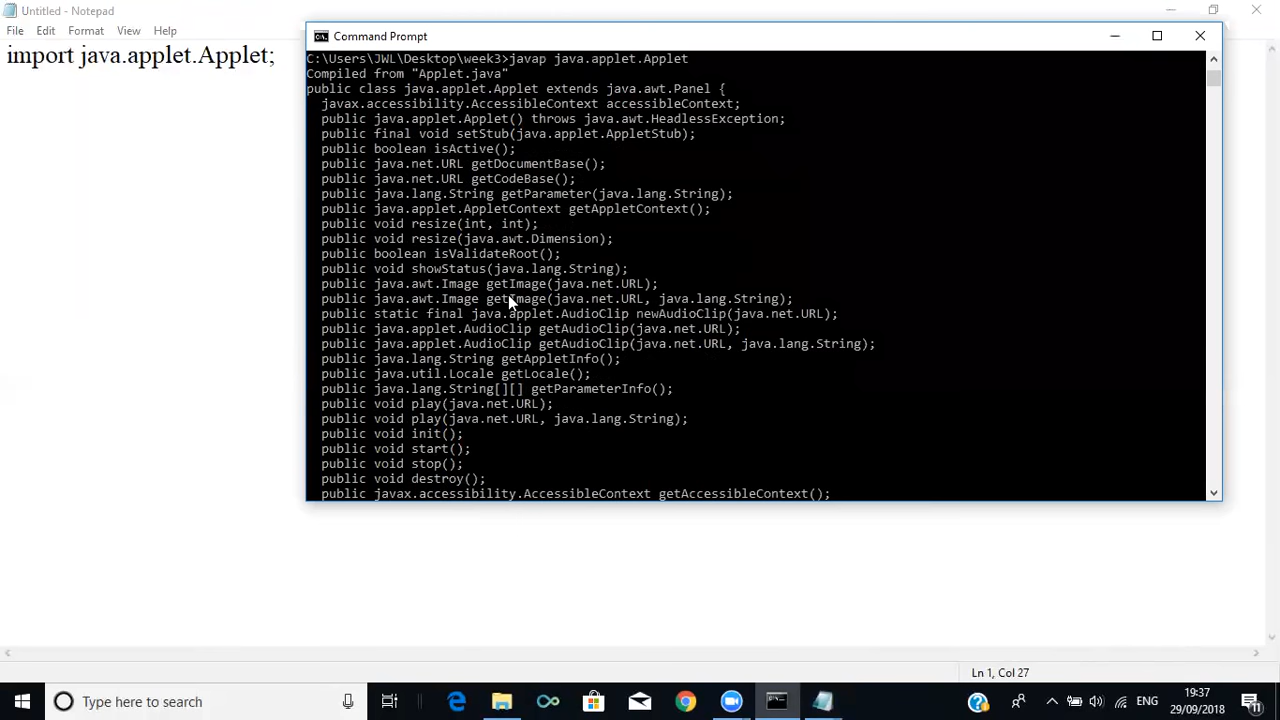 Untitled - Notepad
File Edit Format View Help
import java.applet.Applet;
Command Prompt
C:\Users\JWL\Desktop\week3>javap java.applet.Applet
Compiled from "Applet.java"
public class java.applet.Applet extends java.awt.Panel {
  javax.accessibility.AccessibleContext accessibleContext;
  public java.applet.Applet() throws java.awt.HeadlessException;
  public final void setStub(java.applet.AppletStub);
  public boolean isActive();
  public java.net.URL getDocumentBase();
  public java.net.URL getCodeBase();
  public java.lang.String getParameter(java.lang.String);
  public java.applet.AppletContext getAppletContext();
  public void resize(int, int);
  public void resize(java.awt.Dimension);
  public boolean isValidateRoot();
  public void showStatus(java.lang.String);
  public java.awt.Image getImage(java.net.URL);
  public java.awt.Image getImage(java.net.URL, java.lang.String);
  public static final java.applet.AudioClip newAudioClip(java.net.URL);
  public java.applet.AudioClip getAudioClip(java.net.URL);
  public java.applet.AudioClip getAudioClip(java.net.URL, java.lang.String);
  public java.lang.String getAppletInfo();
  public java.util.Locale getLocale();
  public java.lang.String[][] getParameterInfo();
  public void play(java.net.URL);
  public void play(java.net.URL, java.lang.String);
  public void init();
  public void start();
  public void stop();
  public void destroy();
  public javax.accessibility.AccessibleContext getAccessibleContext();
Ln 1, Col 27
Type here to search
ENG
19:37
29/09/2018
11